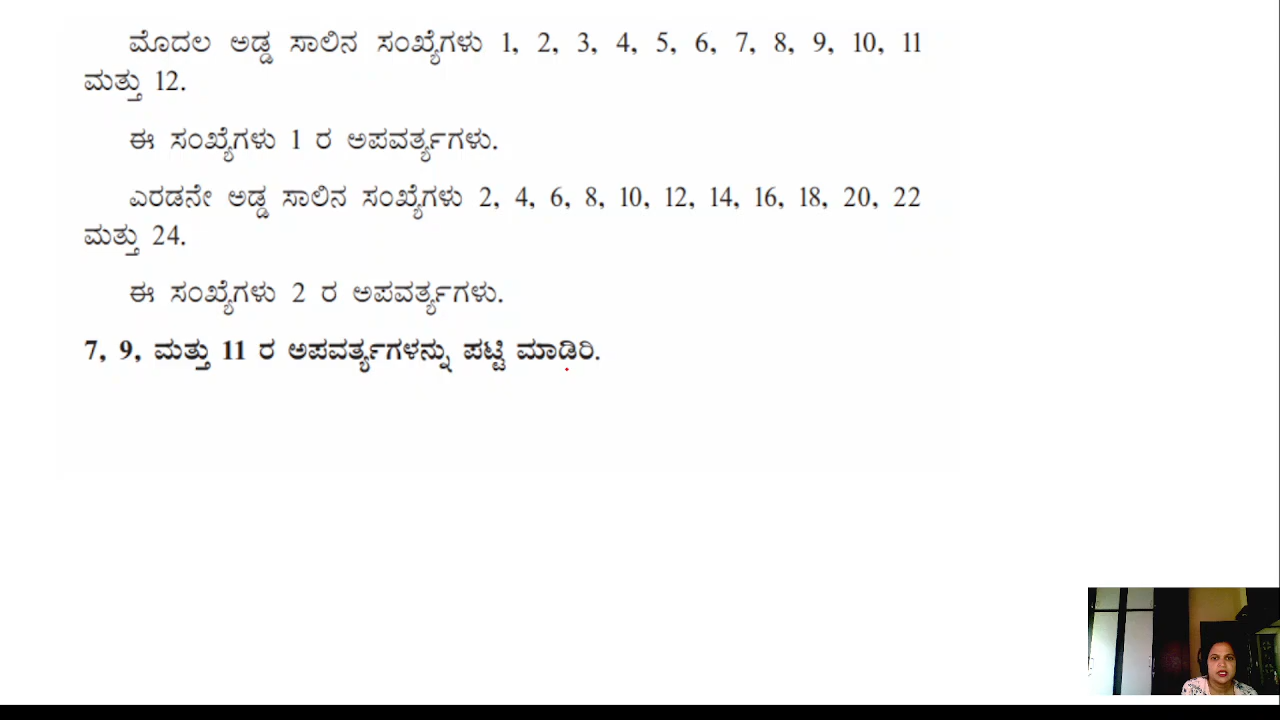 ಮೊದಲ ಅಡ್ಡ ಸಾಲಿನ ಸಂಖ್ಯೆಗಳು 1, 2, 3, 4, 5, 6, 7, 8, 9, 10, 11
ಮತ್ತು 12.
ಈ ಸಂಖ್ಯೆಗಳು 1 ರ ಅಪವರ್ತ್ಯಗಳು.
ಎರಡನೇ ಅಡ್ಡ ಸಾಲಿನ ಸಂಖ್ಯೆಗಳು 2, 4, 6, 8, 10, 12, 14, 16, 18, 20, 22
ಮತ್ತು 24.
ಈ ಸಂಖ್ಯೆಗಳು 2 ರ ಅಪವರ್ತ್ಯಗಳು.
7, 9, ಮತ್ತು 11 ರ ಅಪವರ್ತ್ಯಗಳನ್ನು ಪಟ್ಟಿ ಮಾಡಿರಿ.